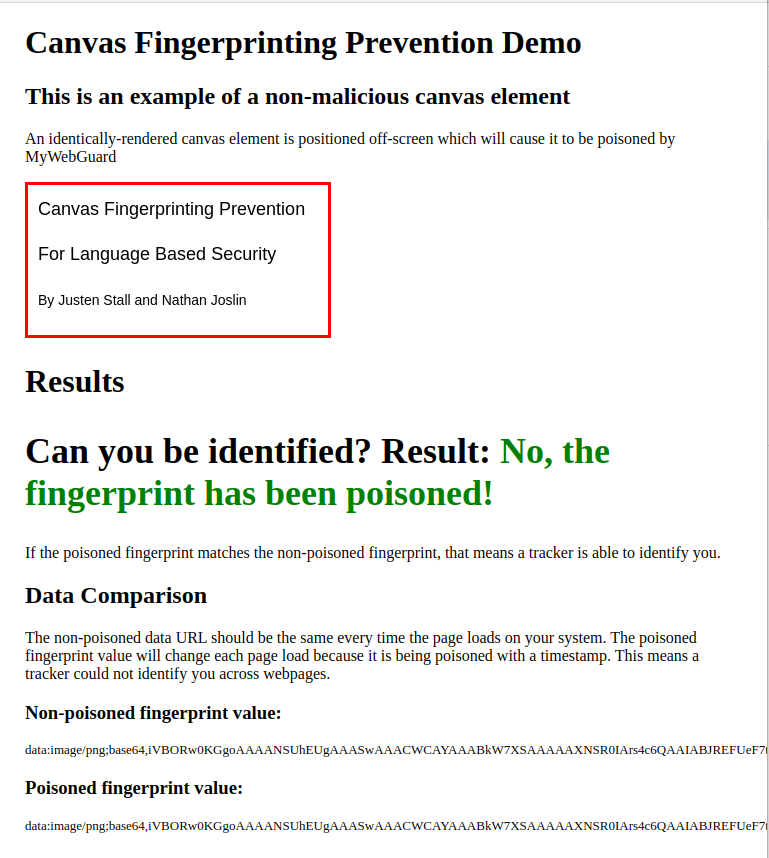 Canvas Fingerprinting Prevention Demo
This is an example of a non-malicious canvas element
An identically-rendered canvas element is positioned off-screen which will cause it to be poisoned by
MyWebGuard
Canvas Fingerprinting Prevention
For Language Based Security
By Justen Stall and Nathan Joslin
Results
Can you be identified? Result: No, the
fingerprint has been poisoned!
If the poisoned fingerprint matches the non-poisoned fingerprint, that means a tracker is able to identify you.
Data Comparison
The non-poisoned data URL should be the same every time the page loads on your system. The poisoned
fingerprint value will change each page load because it is being poisoned with a timestamp. This means a
tracker could not identify you across webpages.
Non-poisoned fingerprint value:
data:image/png;base64,iVBORw0KGgoAAAANSUhEUgAAASwAAACWCAYAAABkW7XSAAAAAXNSR0IArs4c6QAAIABJREFUeF7t
Poisoned fingerprint value:
data:image/png;base64,iVBORw0KGgoAAAANSUhEUgAAASwAAACWCAYAAABkW7XSAAAAAXNSR0IArs4c6QAAIABJREFUeF7t